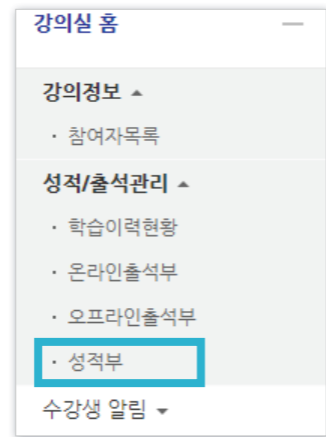 강의실 홈
강의정보
· 참여자목록
성적/출석관리
· 학습이력현황
· 온라인출석부
· 오프라인출석부
· 성적부
수강생 알림